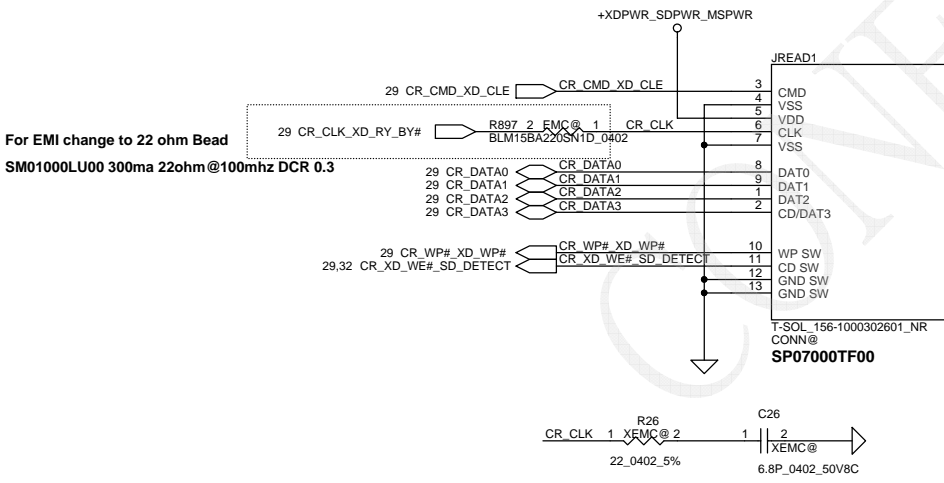 +XDPWR_SDPWR_MSPWR
JREAD1
29 CR_CMD_XD_CLE CR_CMD_XD_CLE 3 CMD
4 VSS
5 VDD
For EMI change to 22 ohm Bead
29 CR_CLK_XD_RY_BY# R897 2 EMC@ 1 CR_CLK 6 CLK
BLM15BA220SN1D_0402 7 VSS
SM01000LU00 300ma 22ohm@100mhz DCR 0.3
29 CR_DATA0 CR_DATA0 8 DAT0
29 CR_DATA1 CR_DATA1 9 DAT1
29 CR_DATA2 CR_DATA2 1 DAT2
29 CR_DATA3 CR_DATA3 2 CD/DAT3
29 CR_WP#_XD_WP# CR_WP#_XD_WP# 10 WP SW
29,32 CR_XD_WE#_SD_DETECT CR_XD_WE#_SD_DETECT 11 CD SW
12 GND SW
13 GND SW
T-SOL_156-1000302601_NR
CONN@
SP07000TF00
R26 C26
CR_CLK 1 XEMC@ 2 1 2
XEMC@
22_0402_5% 6.8P_0402_50V8C